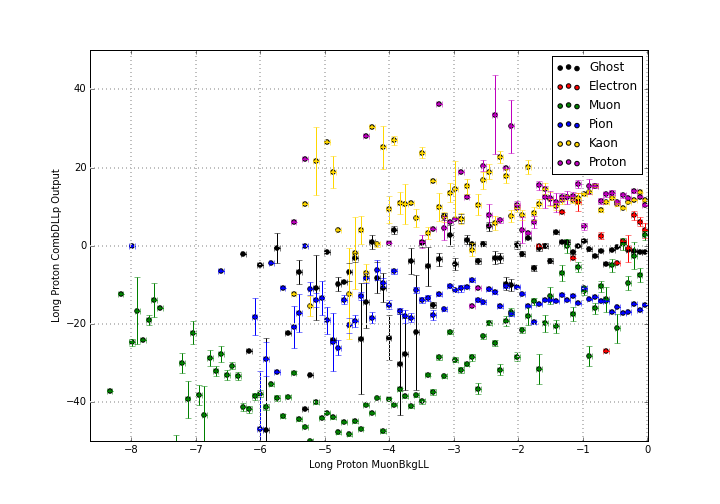 Long Proton CombDLLp Output
40
20
0
−20
−40
−8
−7
−6
−5
−4
−3
−2
−1
0
Long Proton MuonBkgLL
Ghost
Electron
Muon
Pion
Kaon
Proton